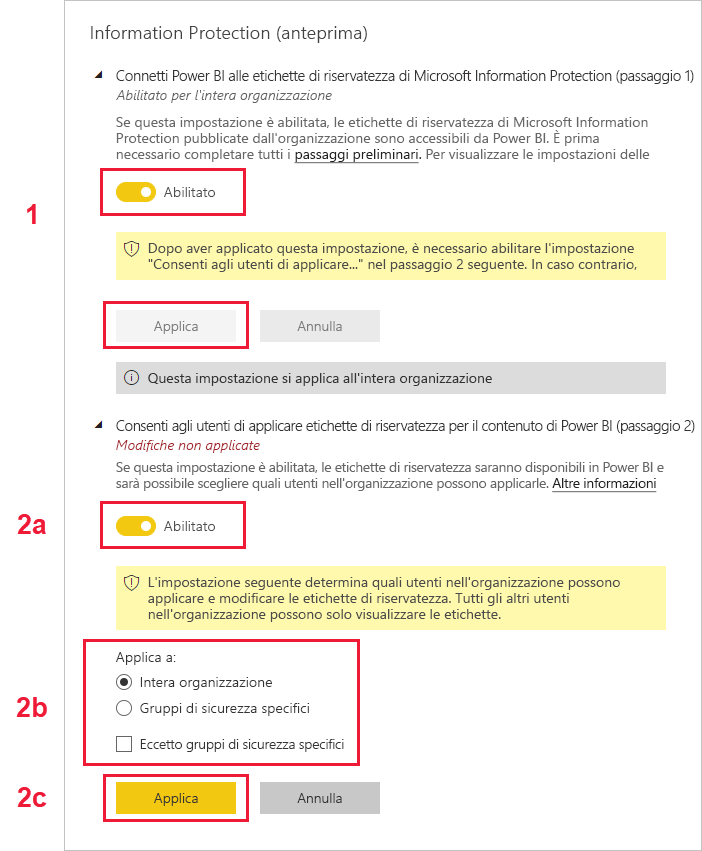 Information Protection (anteprima)
Connetti Power BI alle etichette di riservatezza di Microsoft Information Protection (passaggio 1)
Abilitato per l'intera organizzazione
Se questa impostazione è abilitata, le etichette di riservatezza di Microsoft Information
Protection pubblicate dall'organizzazione sono accessibili da Power BI. È prima
necessario completare tutti i passaggi preliminari. Per visualizzare le impostazioni delle
1
Abilitato
Dopo aver applicato questa impostazione, è necessario abilitare l'impostazione
"Consenti agli utenti di applicare..." nel passaggio 2 seguente. In caso contrario,
Applica
Annulla
Questa impostazione si applica all'intera organizzazione
Consenti agli utenti di applicare etichette di riservatezza per il contenuto di Power BI (passaggio 2)
Modifiche non applicate
Se questa impostazione è abilitata, le etichette di riservatezza saranno disponibili in Power BI e
sarà possibile scegliere quali utenti nell'organizzazione possono applicarle. Altre informazioni
2a
Abilitato
L'impostazione seguente determina quali utenti nell'organizzazione possono
applicare e modificare le etichette di riservatezza. Tutti gli altri utenti
nell'organizzazione possono solo visualizzare le etichette.
Applica a:
Intera organizzazione
2b
Gruppi di sicurezza specifici
Eccetto gruppi di sicurezza specifici
2c
Applica
Annulla